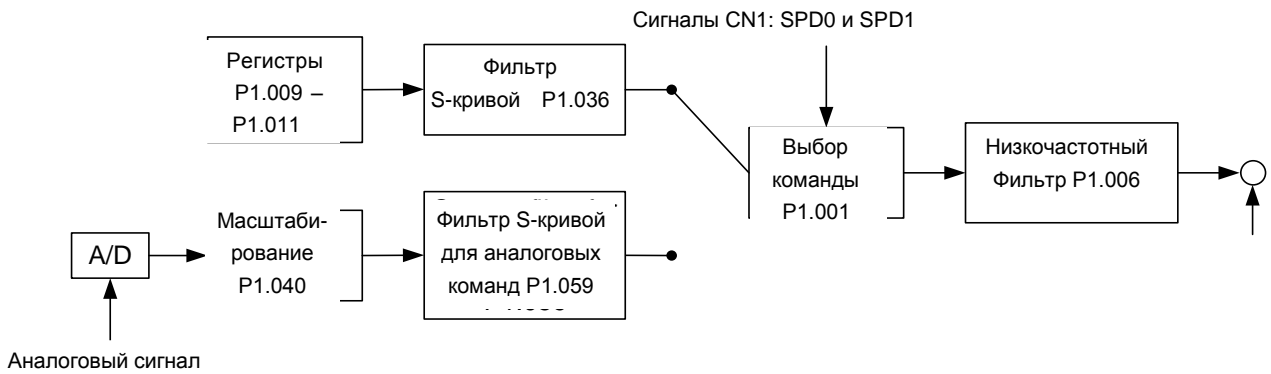 Сигналы CN1: SPD0 и SPD1
Регистры
P1.009 –
P1.011
Фильтр
S-кривой P1.036
Выбор
команды
P1.001
Низкочастотный
Фильтр P1.006
A/D
Масштаби-
рование
P1.040
Фильтр S-кривой
для аналоговых
команд P1.059
Аналоговый сигнал